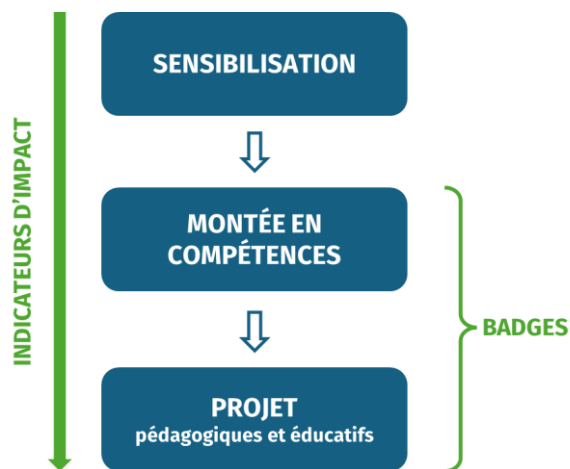 INDICATEURS D'IMPACT
SENSIBILISATION
MONTÉE EN
COMPÉTENCES
PROJET
pédagogiques et éducatifs
BADGES